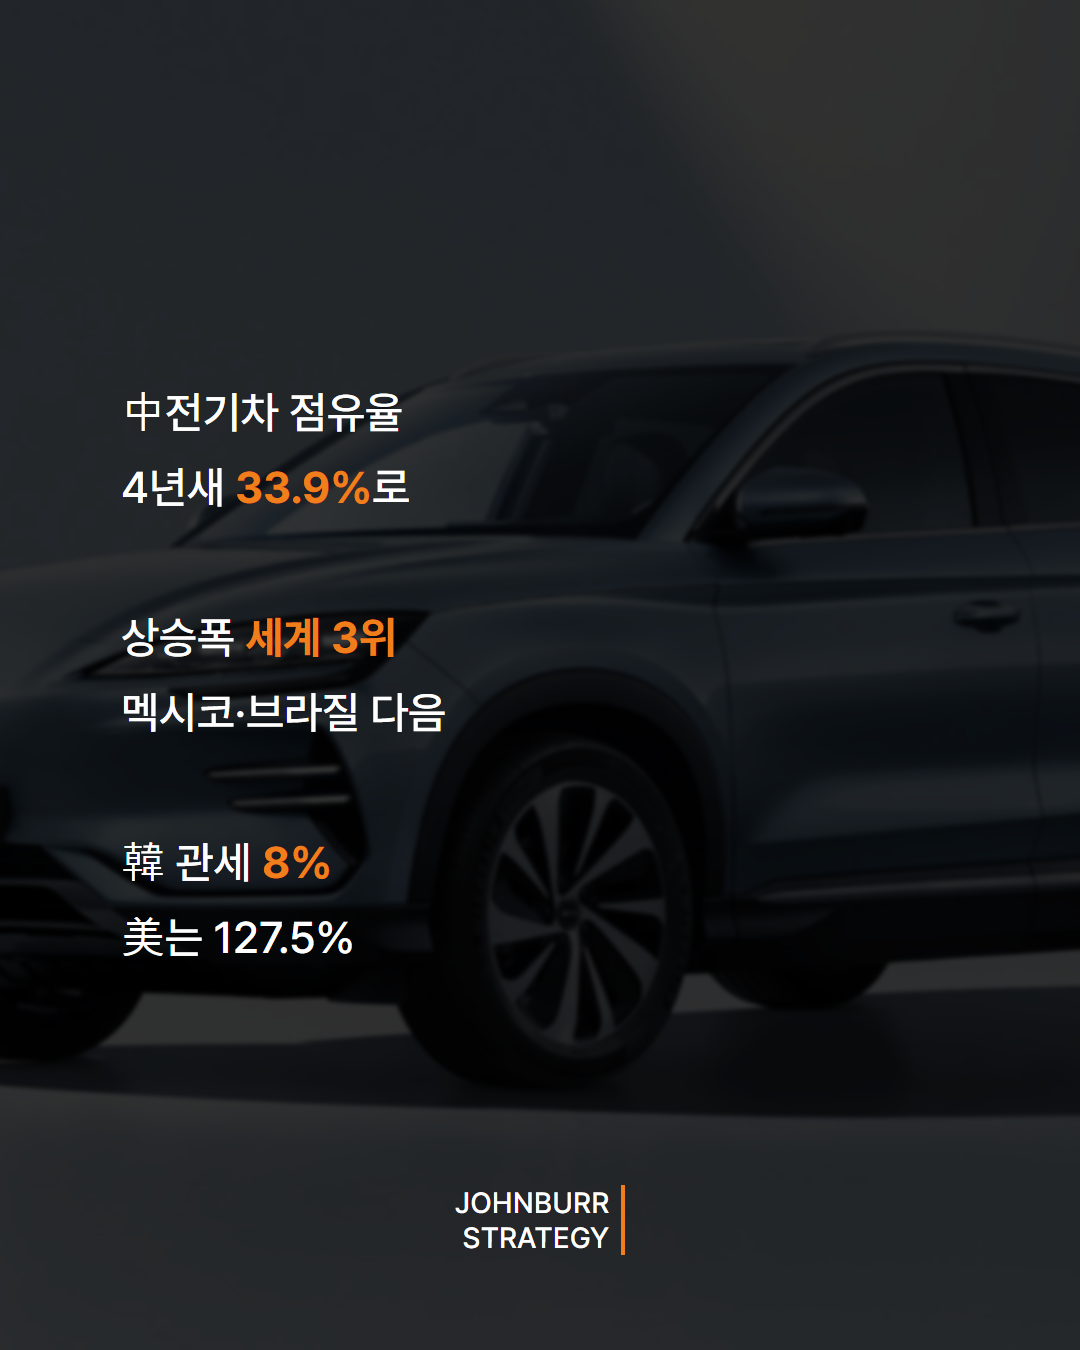 中전기차 점유율
4년새 33.9%로
상승폭 세계 3위
멕시코·브라질 다음
韓 관세 8%
美는 127.5%
JOHNBURR
STRATEGY